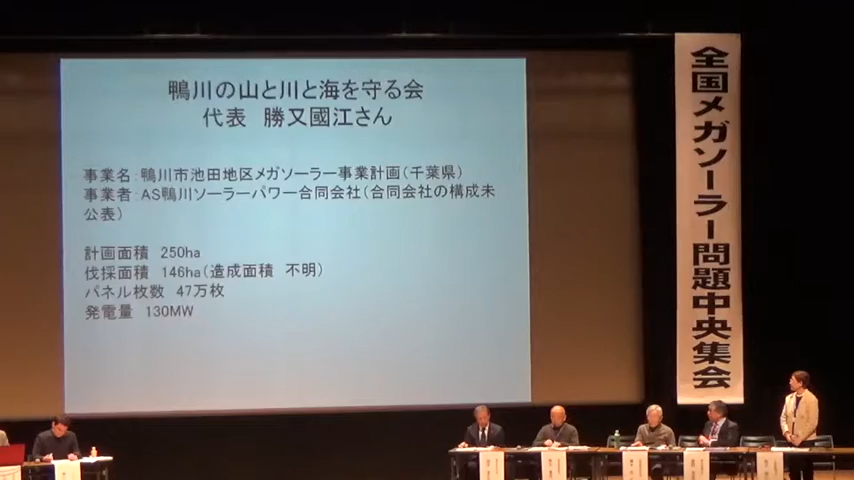 鴨川の山と川と海を守る会
代表　勝又國江さん
事業名：鴨川市池田地区メガソーラー事業計画（千葉県）
事業者：AS鴨川ソーラーパワー合同会社（合同会社の構成未
公表）
計画面積　250ha
伐採面積　146ha（造成面積　不明）
パネル枚数　47万枚
発電量　130MW
全国メガソーラー問題中央集会